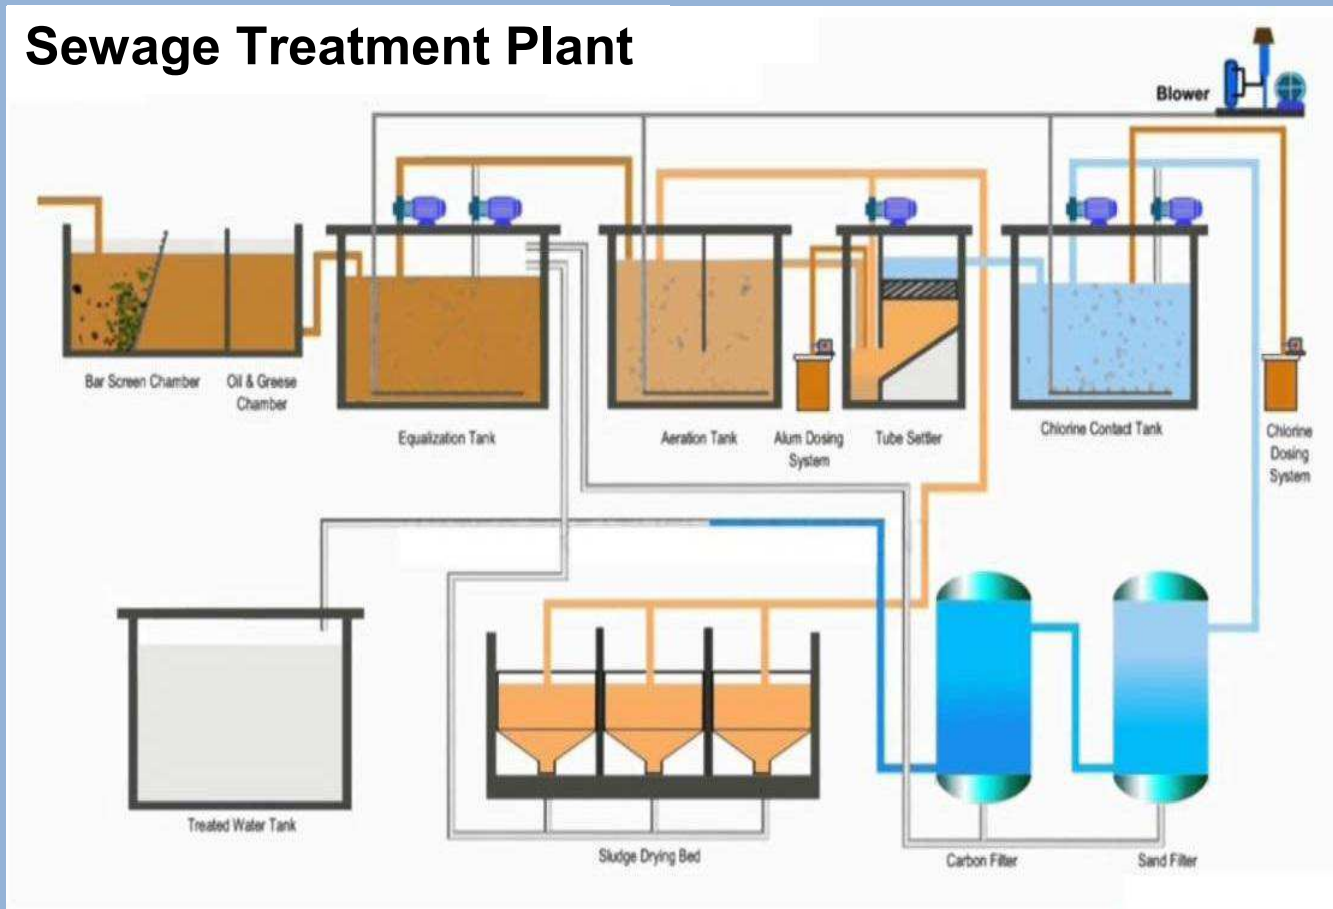 Sewage Treatment Plant
Blower
Bar Screen Chamber
Oil & Greese
Chamber
Equalization Tank
Aeration Tank
Alum Dosing
System
Tube Settler
Chlorine Contact Tank
Chlorine
Dosing
System
Treated Water Tank
Sludge Drying Bed
Carbon Filter
Sand Filter